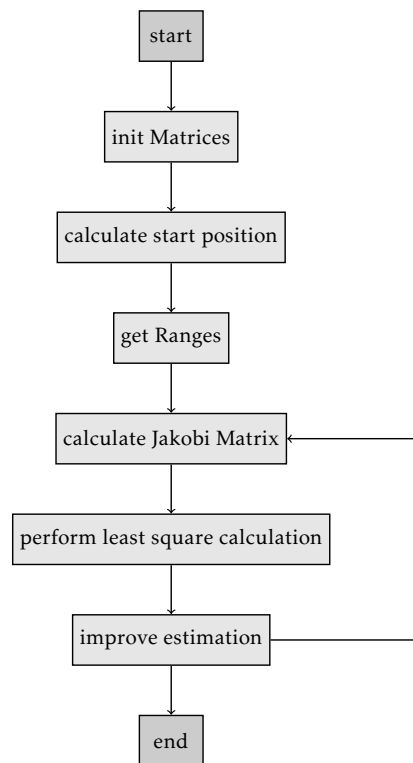 start
init Matrices
calculate start position
get Ranges
calculate Jakobi Matrix
perform least square calculation
improve estimation
end